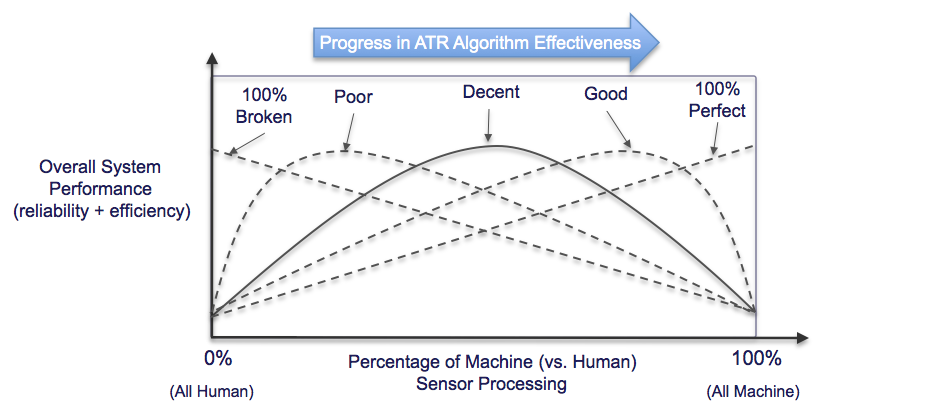 Progress in ATR Algorithm Effectiveness
100%
Broken
Poor
Decent
Good
100%
Perfect
Overall System
Performance
(reliability + efficiency)
0%
(All Human)
Percentage of Machine (vs. Human)
Sensor Processing
100%
(All Machine)